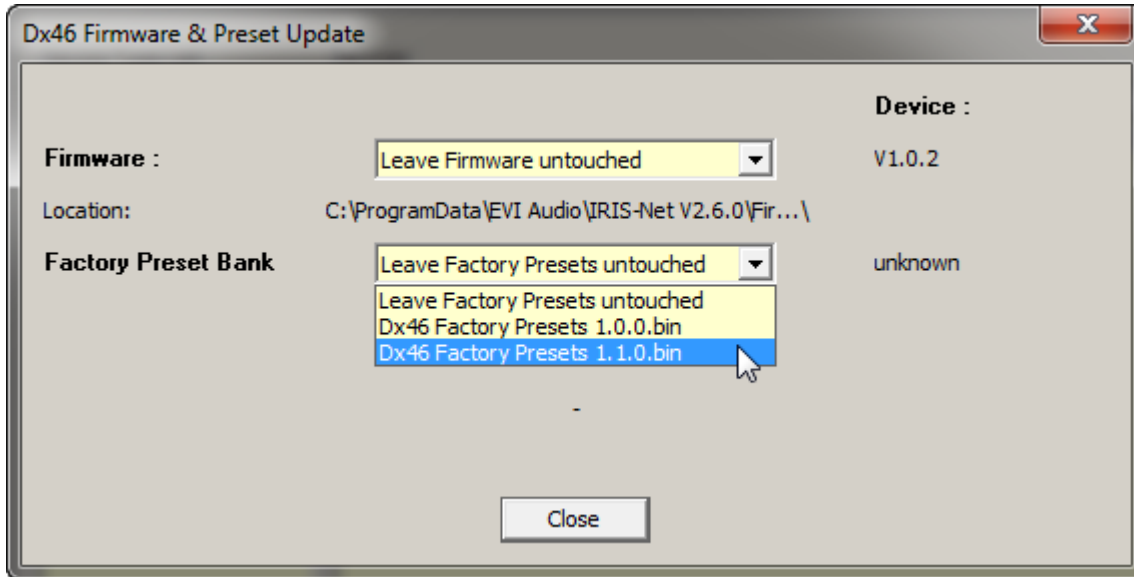 Dx46 Firmware & Preset Update
Device :
Firmware :
Leave Firmware untouched
V1.0.2
Location:
C:\ProgramData\EVI Audio\IRIS-Net V2.6.0\Fir...\
Factory Preset Bank
Leave Factory Presets untouched
unknown
Leave Factory Presets untouched
Dx46 Factory Presets 1.0.0.bin
Dx46 Factory Presets 1.1.0.bin
-
Close